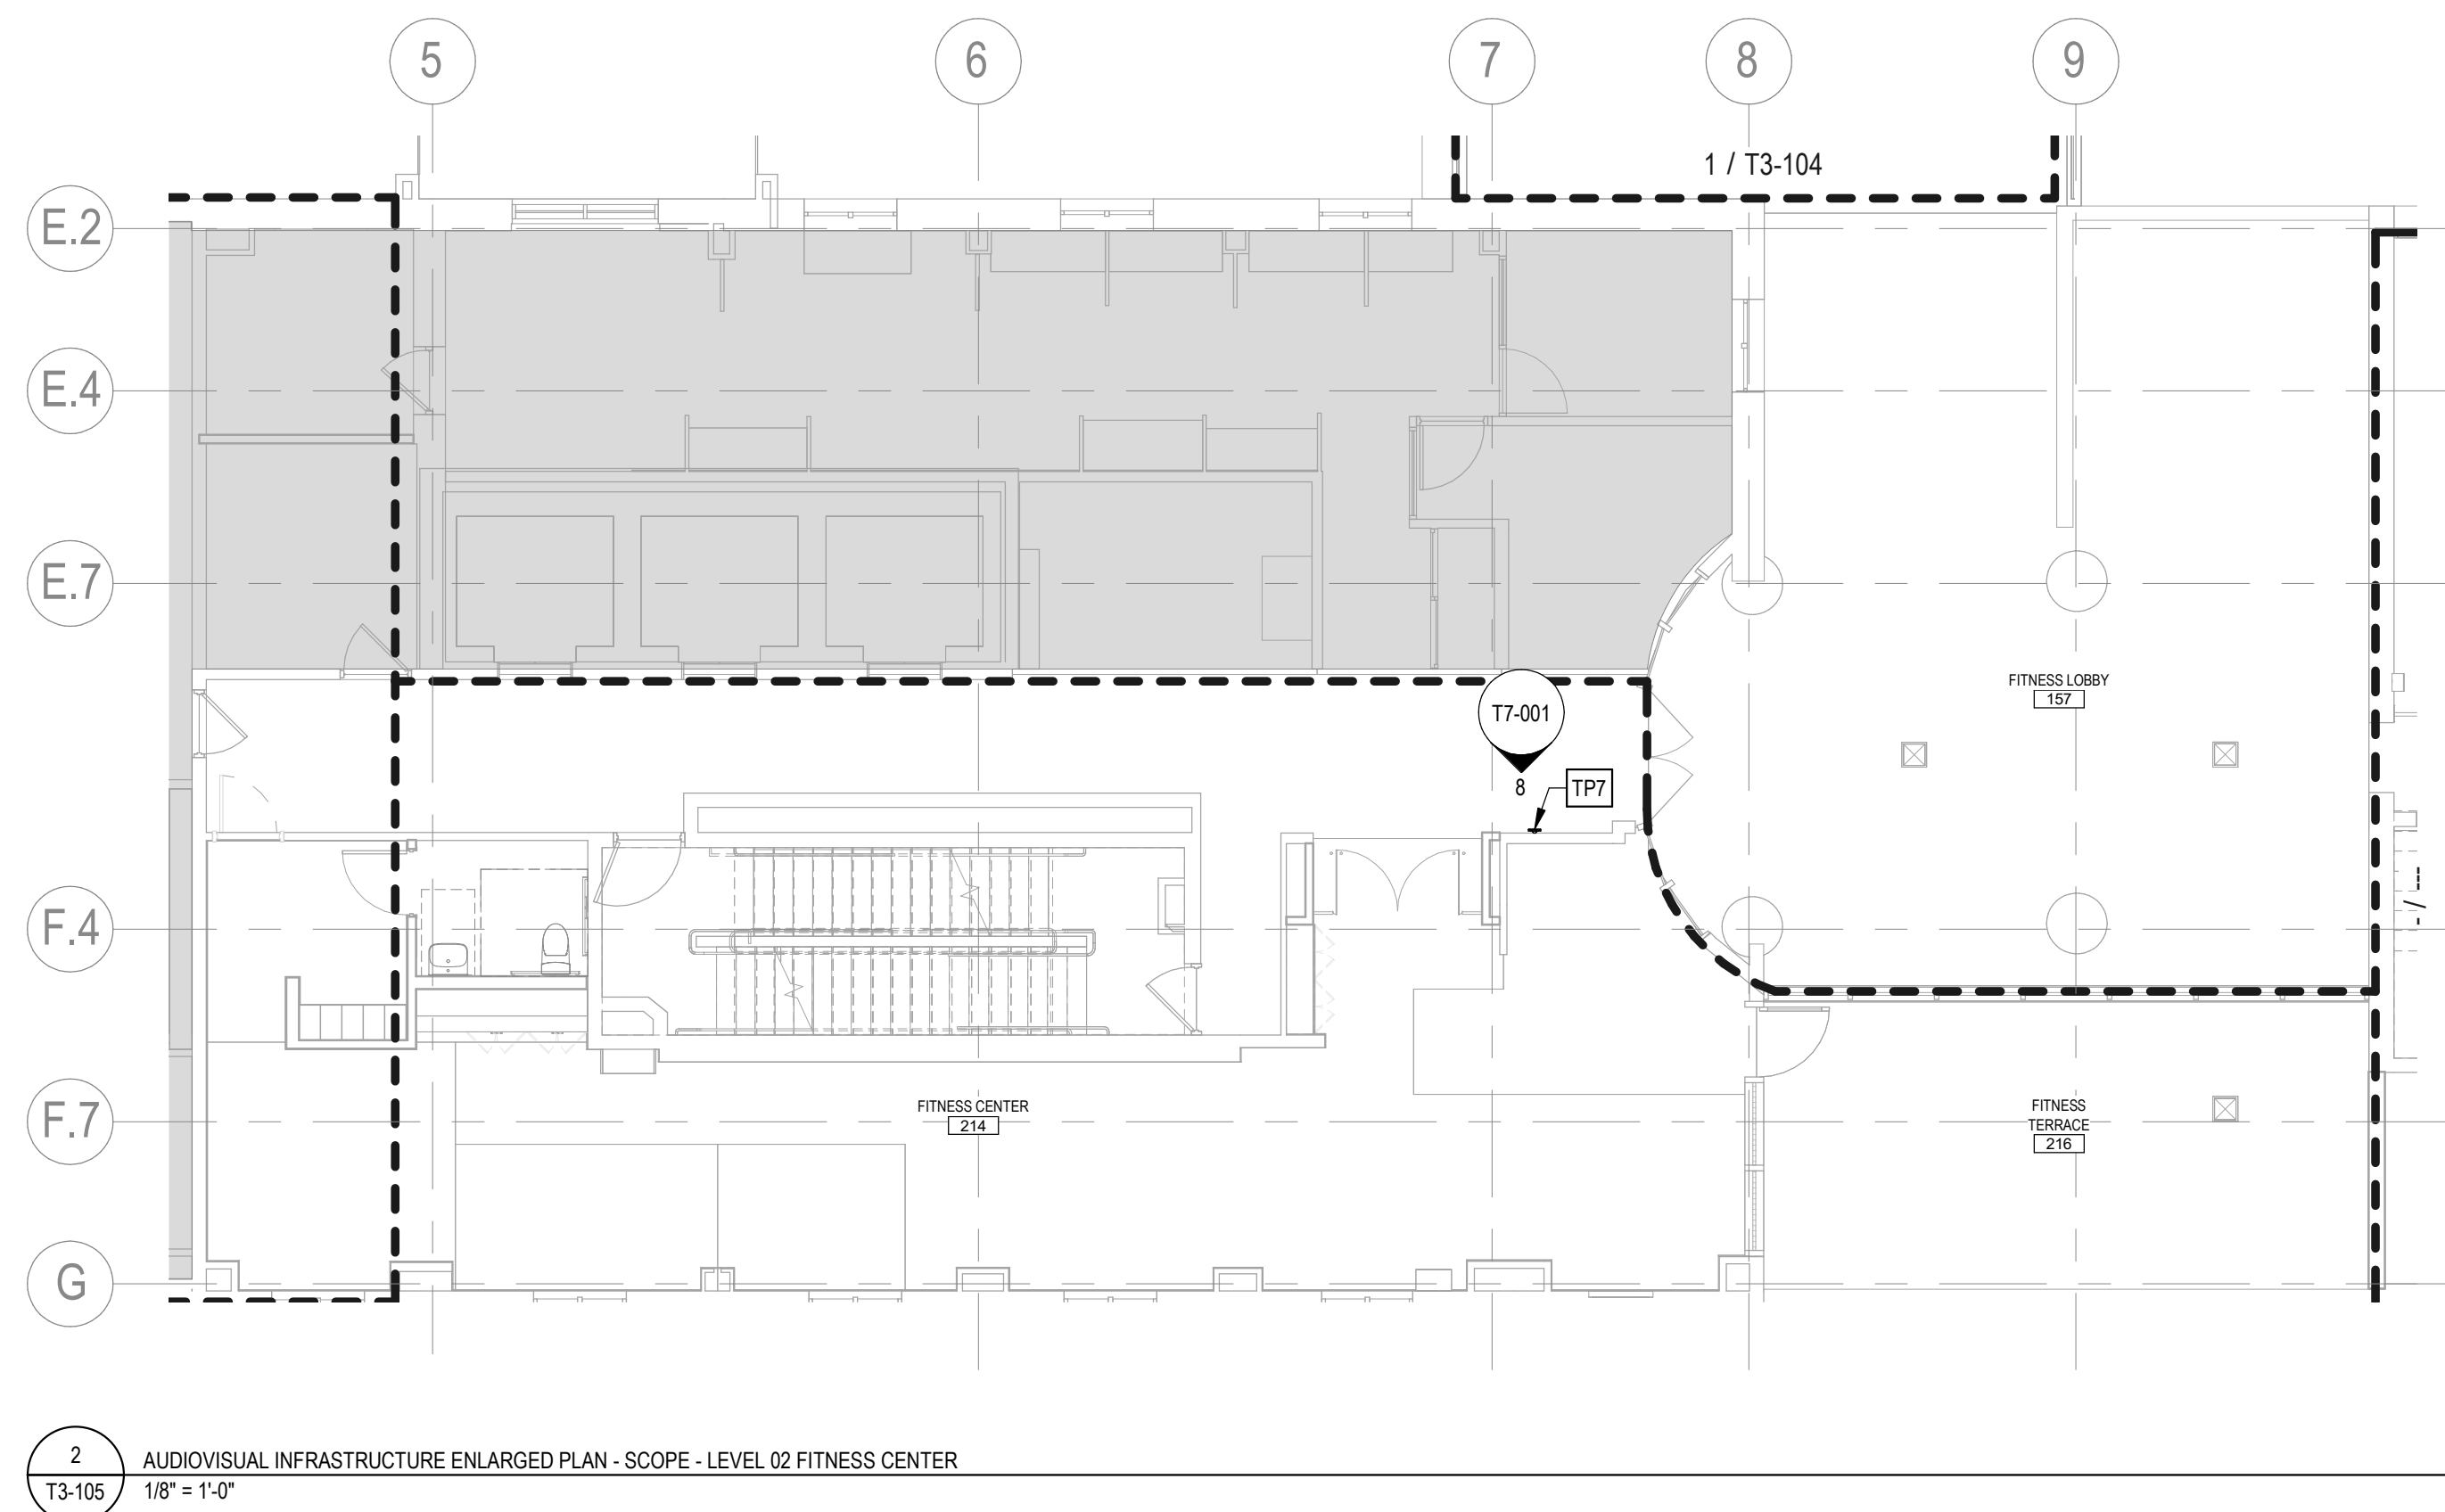 5
6
7
8
9
1 / T3-104
E.2
E.4
E.7
FITNESS LOBBY
157
T7-001
8
TP7
F.4
- / ---
F.7
FITNESS CENTER
214
FITNESS
TERRACE
216
G
2
AUDIOVISUAL INFRASTRUCTURE ENLARGED PLAN - SCOPE - LEVEL 02 FITNESS CENTER
T3-105
1/8" = 1'-0"